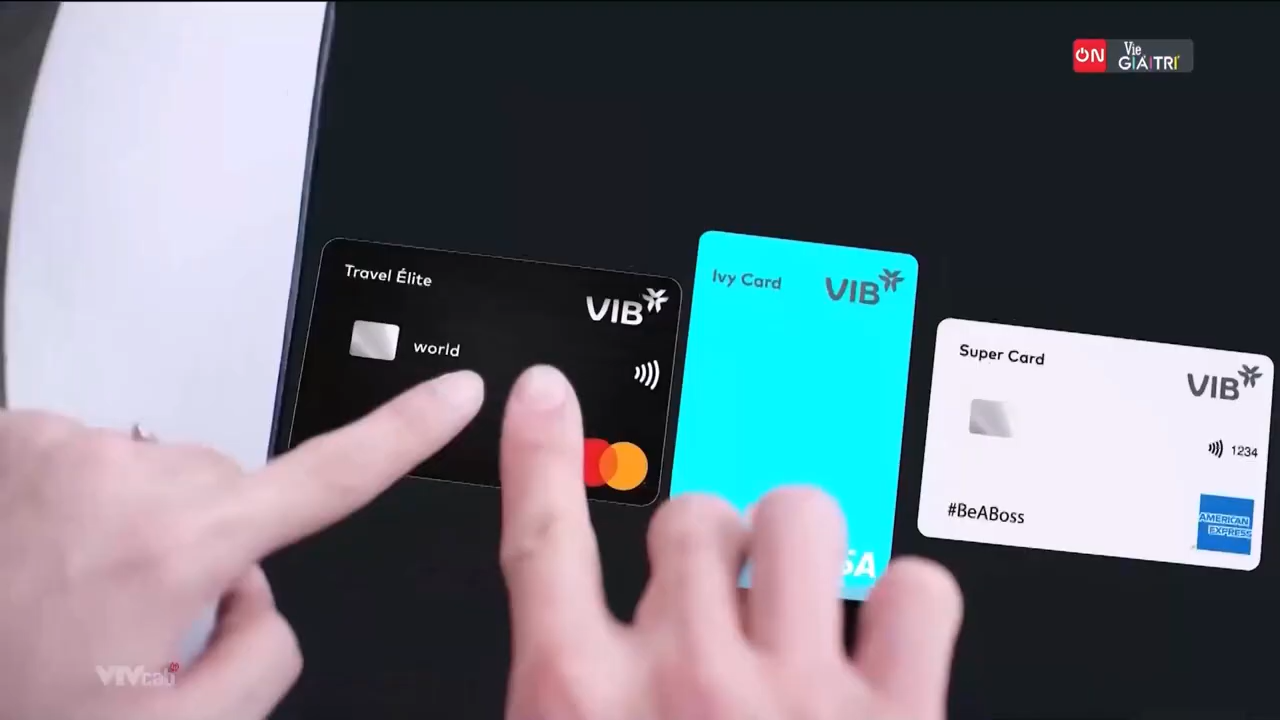 ON Vie
GIẢI TRÍ
Travel Élite
VIB
world
Ivy Card
VIB
Super Card
VIB
1234
#BeABoss
AMERICAN
EXPRESS
VTVcab